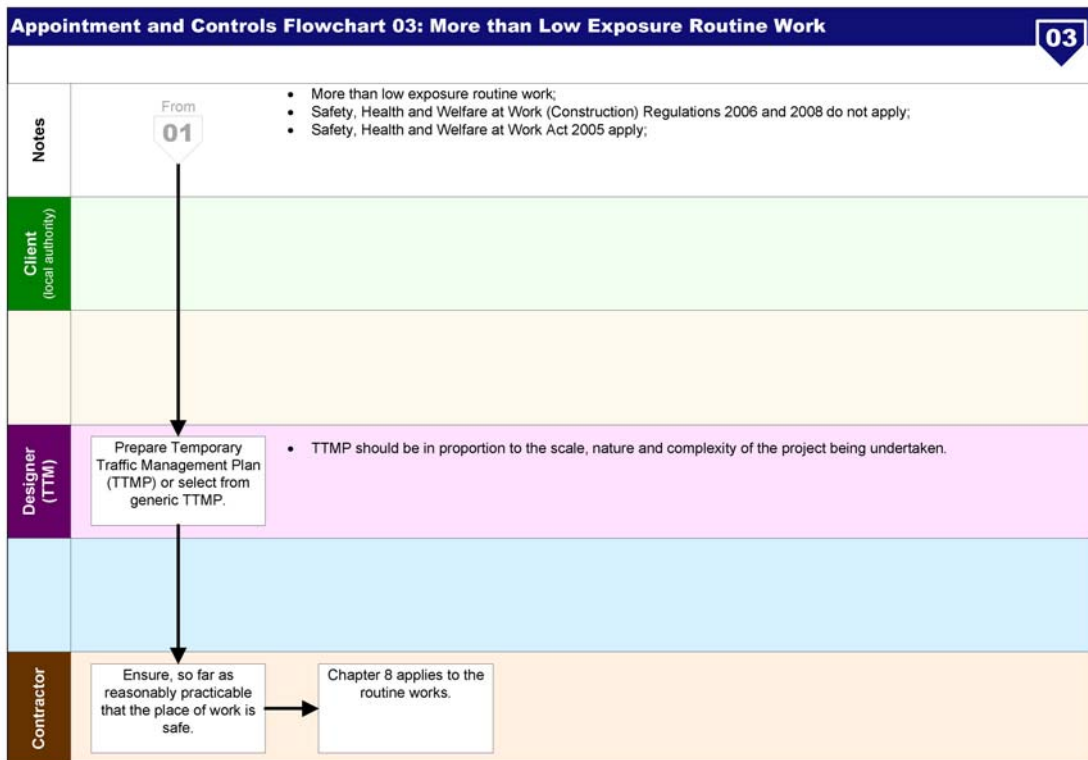 Appointment and Controls Flowchart 03: More than Low Exposure Routine Work
03
Notes
From
01
• More than low exposure routine work;
• Safety, Health and Welfare at Work (Construction) Regulations 2006 and 2008 do not apply;
• Safety, Health and Welfare at Work Act 2005 apply;
Client
(local authority)
Designer
(TTM)
Prepare Temporary
Traffic Management Plan
(TTMP) or select from
generic TTMP.
• TTMP should be in proportion to the scale, nature and complexity of the project being undertaken.
Contractor
Ensure, so far as
reasonably practicable
that the place of work is
safe.
Chapter 8 applies to the
routine works.